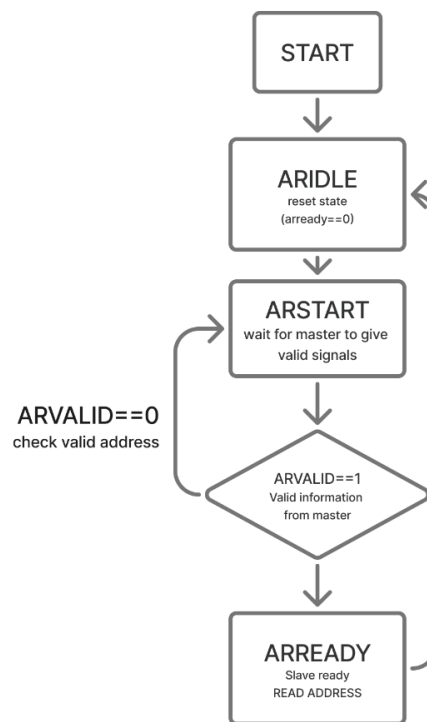 START
ARIDLE
reset state
(arready==0)
ARSTART
wait for master to give
valid signals
ARVALID==0
check valid address
ARVALID==1
Valid information
from master
ARREADY
Slave ready
READ ADDRESS